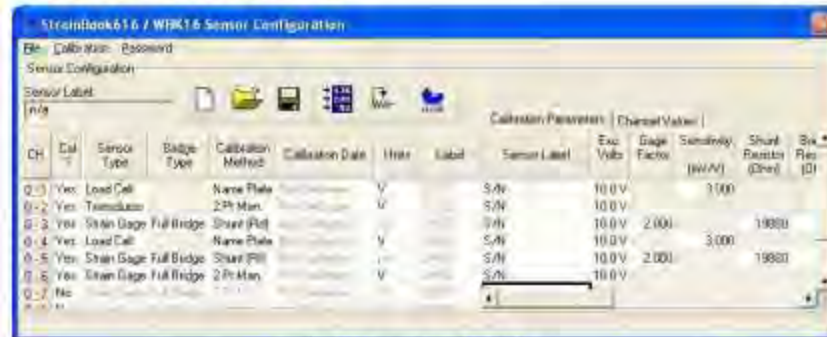 StrainBook616 / WBK16 Sensor Configuration
File Calibration Password
Sensor Configuration
Sensor Label
n/a
Calibration Parameters Channel Values
CH Cal ? Sensor Type Bridge Type Calibration Method Calibration Date Units Label Sensor Label Exc Volts Gage Factor Sensitivity (mV/V) Shunt Resistor (Ohm)
0 - 1 Yes Load Cell Name Plate V S/N 10.0 V 3.000
0 - 2 Yes Transducer 2 Pt Man. V S/N 10.0 V
0 - 3 Yes Strain Gage Full Bridge Shunt S/N 10.0 V 2.000 19880
0 - 4 Yes Load Cell Name Plate V S/N 10.0 V 3.000
0 - 5 Yes Strain Gage Full Bridge Shunt S/N 10.0 V 2.000 19880
0 - 6 Yes Strain Gage Full Bridge 2 Pt Man. V S/N 10.0 V
0 - 7 No